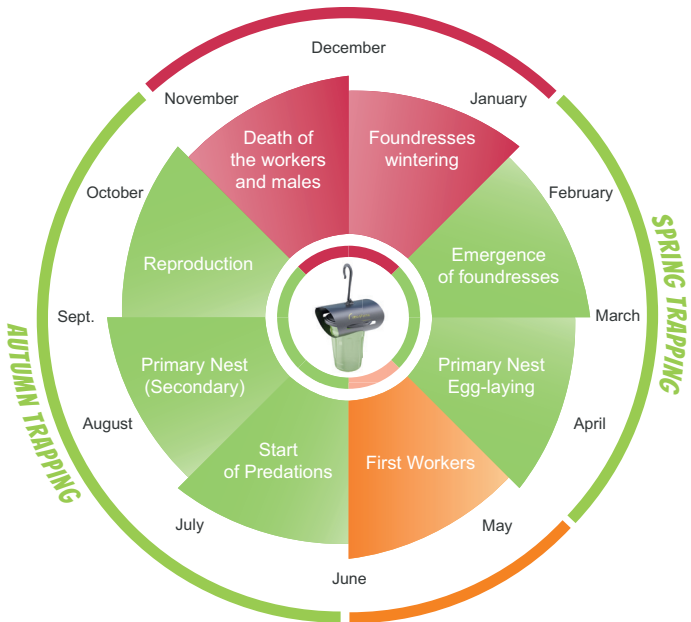 December
January
February
March
April
May
June
July
August
Sept.
October
November
Foundresses
wintering
Emergence
of foundresses
Primary Nest
Egg-laying
First Workers
Start
of Predations
Primary Nest
(Secondary)
Reproduction
Death of
the workers
and males
SPRING TRAPPING
AUTUMN TRAPPING